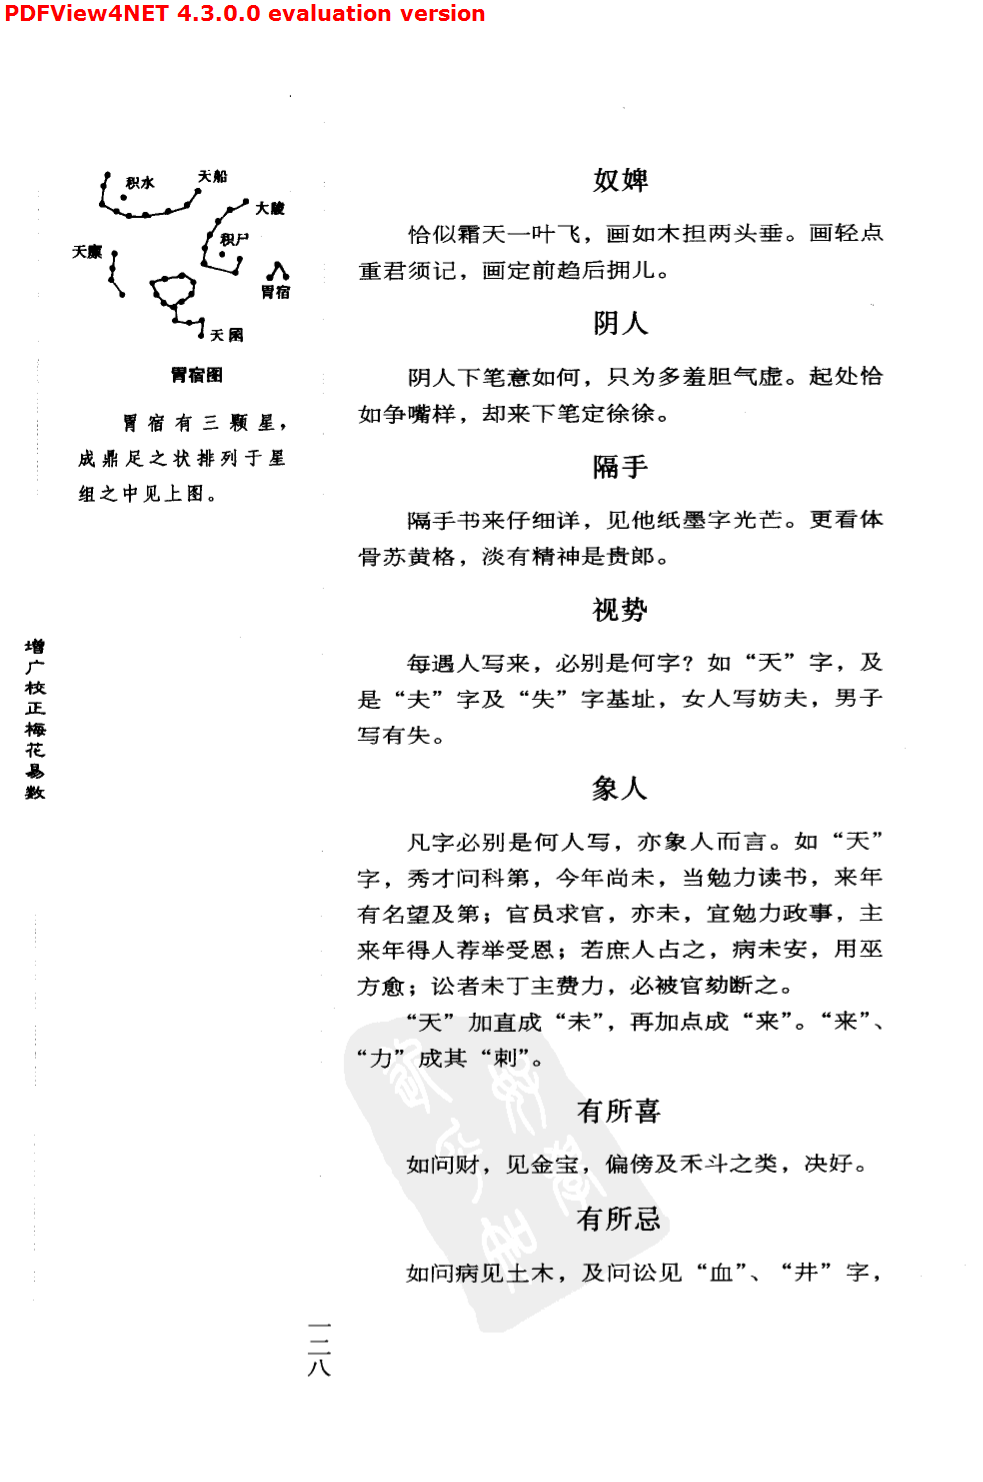 PDFView4NET 4.3.0.0 evaluation version
积水
天船
大陵
积尸
天廪
胃宿
天囷
胃宿图
胃宿有三颗星，
成鼎足之状排列于星
组之中见上图。
增广校正梅花易数
奴婢
恰似霜天一叶飞，画如木担两头垂。画轻点
重君须记，画定前趋后拥儿。
阴人
阴人下笔意如何，只为多羞胆气虚。起处恰
如争嘴样，却来下笔定徐徐。
隔手
隔手书来仔细详，见他纸墨字光芒。更看体
骨苏黄格，淡有精神是贵郎。
视势
每遇人写来，必别是何字？如“天”字，及
是“夫”字及“失”字基址，女人写妨夫，男子
写有失。
象人
凡字必别是何人写，亦象人而言。如“天”
字，秀才问科第，今年尚未，当勉力读书，来年
有名望及第；官员求官，亦未，宜勉力政事，主
来年得人荐举受恩；若庶人占之，病未安，用巫
方愈；讼者未丁主费力，必被官劾断之。
“天”加直成“未”，再加点成“来”。“来”、
“力”成其“刺”。
有所喜
如问财，见金宝，偏傍及禾斗之类，决好。
有所忌
如问病见土木，及问讼见“血”、“井”字，
一二八